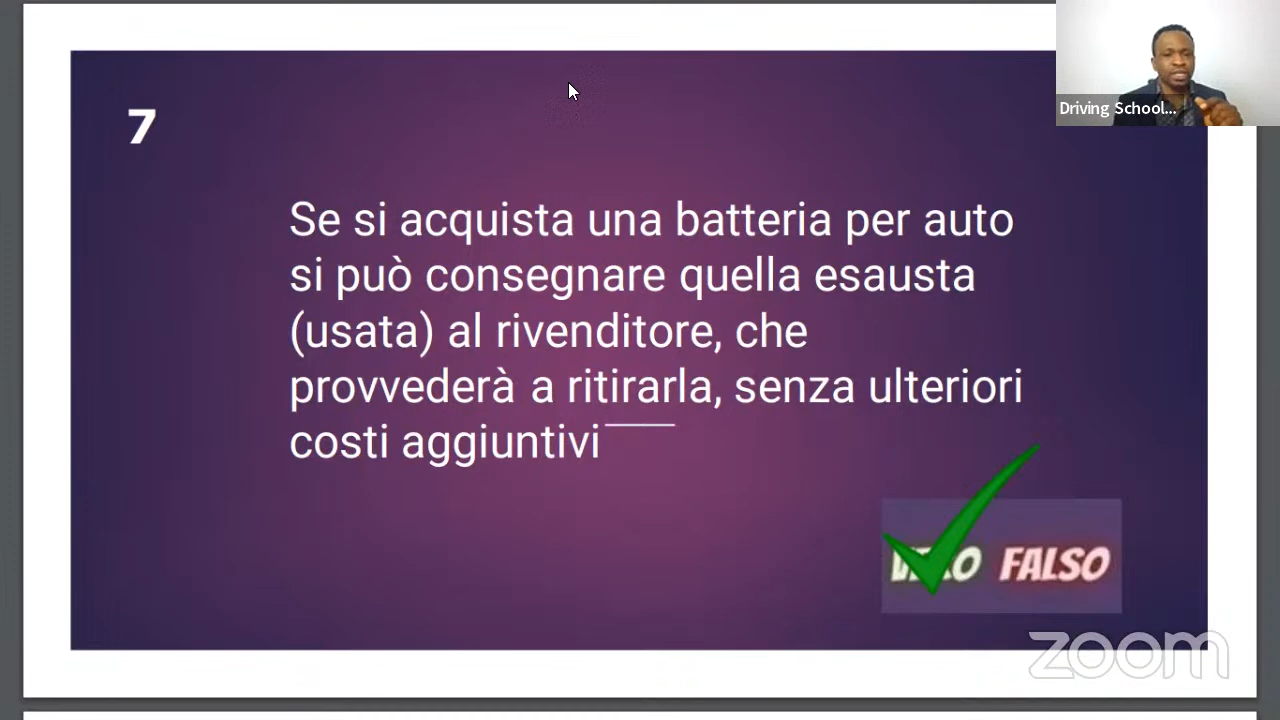 Driving School...
7
Se si acquista una batteria per auto
si può consegnare quella esausta
(usata) al rivenditore, che
provvederà a ritirarla, senza ulteriori
costi aggiuntivi
FALSO
zoom